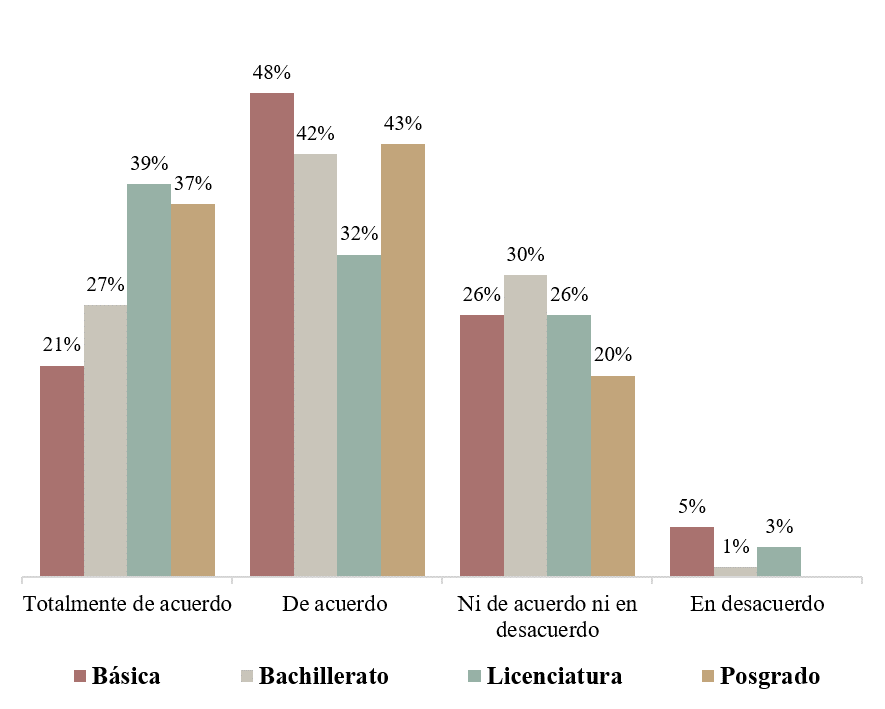 48%
42%
43%
39%
37%
32%
30%
27%
26%
26%
21%
20%
5%
3%
1%
Totalmente de acuerdo
De acuerdo
Ni de acuerdo ni en
desacuerdo
En desacuerdo
Básica
Bachillerato
Licenciatura
Posgrado